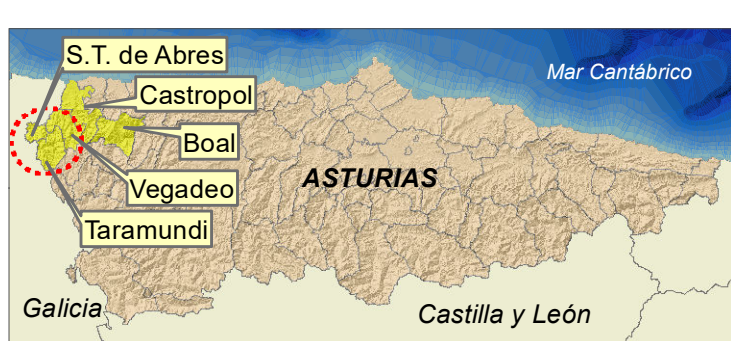 S.T. de Abres
Mar Cantábrico
Castropol
Boal
ASTURIAS
Vegadeo
Taramundi
Galicia
Castilla y León